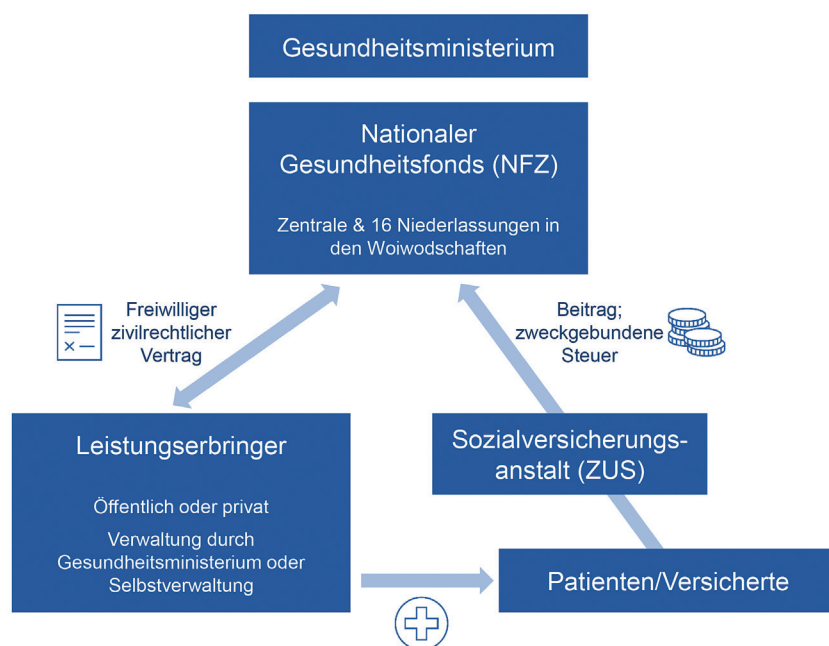 Gesundheitsministerium
Nationaler
Gesundheitsfonds (NFZ)
Zentrale & 16 Niederlassungen in
den Woiwodschaften
Freiwilliger
zivilrechtlicher
Vertrag
Beitrag;
zweckgebundene
Steuer
Leistungserbringer
Öffentlich oder privat
Verwaltung durch
Gesundheitsministerium oder
Selbstverwaltung
Sozialversicherungs-
anstalt (ZUS)
Patienten/Versicherte